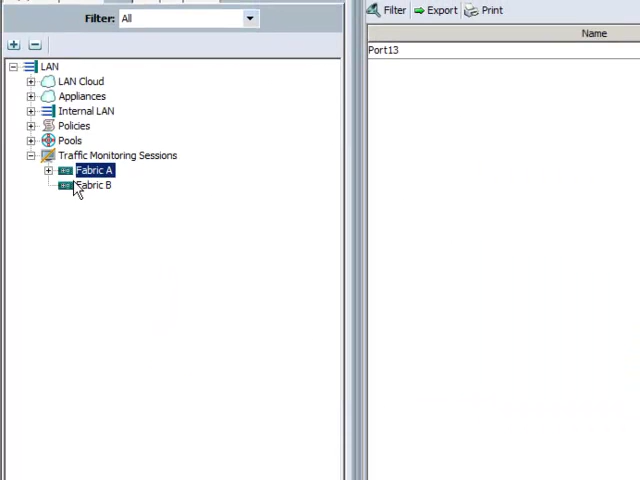 Filter: All
Filter Export Print
Name
Port13
LAN
LAN Cloud
Appliances
Internal LAN
Policies
Pools
Traffic Monitoring Sessions
Fabric A
Fabric B